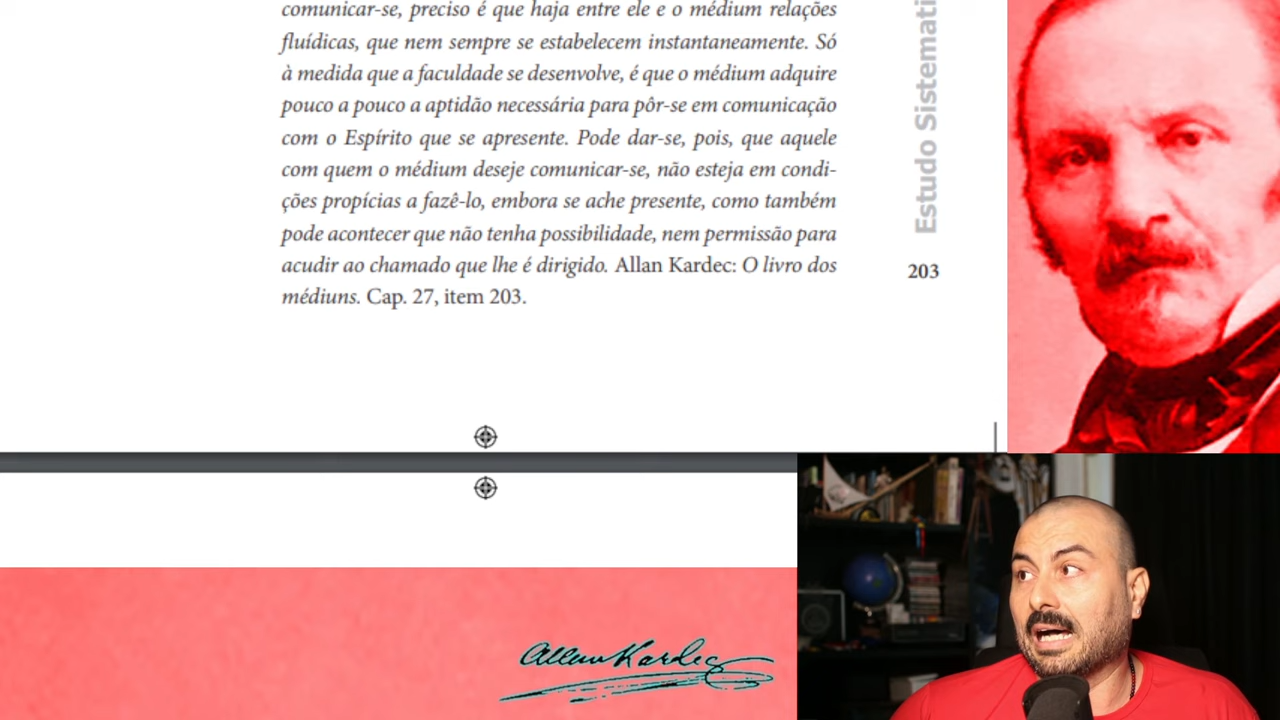 comunicar-se, preciso é que haja entre ele e o médium relações
fluídicas, que nem sempre se estabelecem instantaneamente. Só
à medida que a faculdade se desenvolve, é que o médium adquire
pouco a pouco a aptidão necessária para pôr-se em comunicação
com o Espírito que se apresente. Pode dar-se, pois, que aquele
com quem o médium deseje comunicar-se, não esteja em condi-
ções propícias a fazê-lo, embora se ache presente, como também
pode acontecer que não tenha possibilidade, nem permissão para
acudir ao chamado que lhe é dirigido. Allan Kardec: O livro dos
médiuns. Cap. 27, item 203.
Estudo Sistemati
203
Allan Kardec